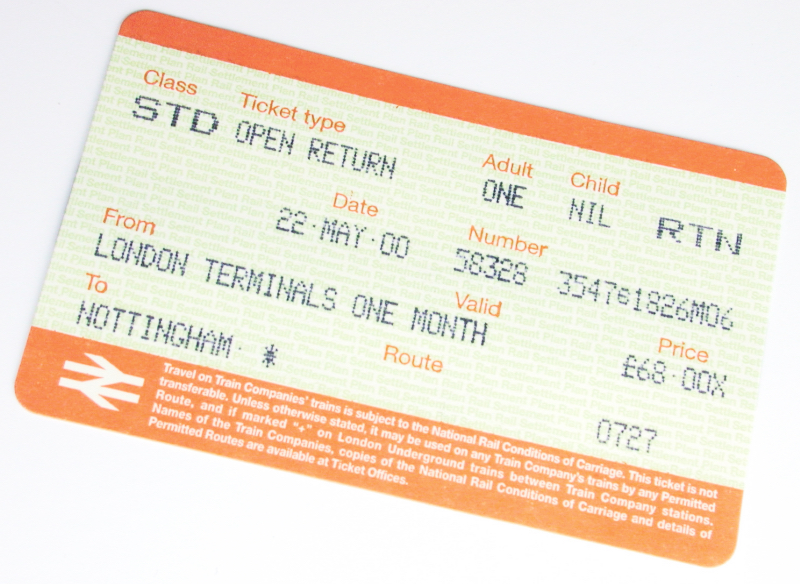 Class Ticket type Adult Child
STD OPEN RETURN ONE NIL RTN
Date Number
22·MAY·00 58328 3547618 26M06
From Valid Price
LONDON TERMINALS ONE MONTH £68·00X
To Route
NOTTINGHAM· * 0727
Travel on Train Companies' trains is subject to the National Rail Conditions of Carriage. This ticket is not
transferable. Unless otherwise stated, it may be used on any Train Company's trains by any Permitted
Route, and if marked "+" on London Underground trains between Train Company stations.
Names of the Train Companies, copies of the National Rail Conditions of Carriage and details of
Permitted Routes are available at Ticket Offices.